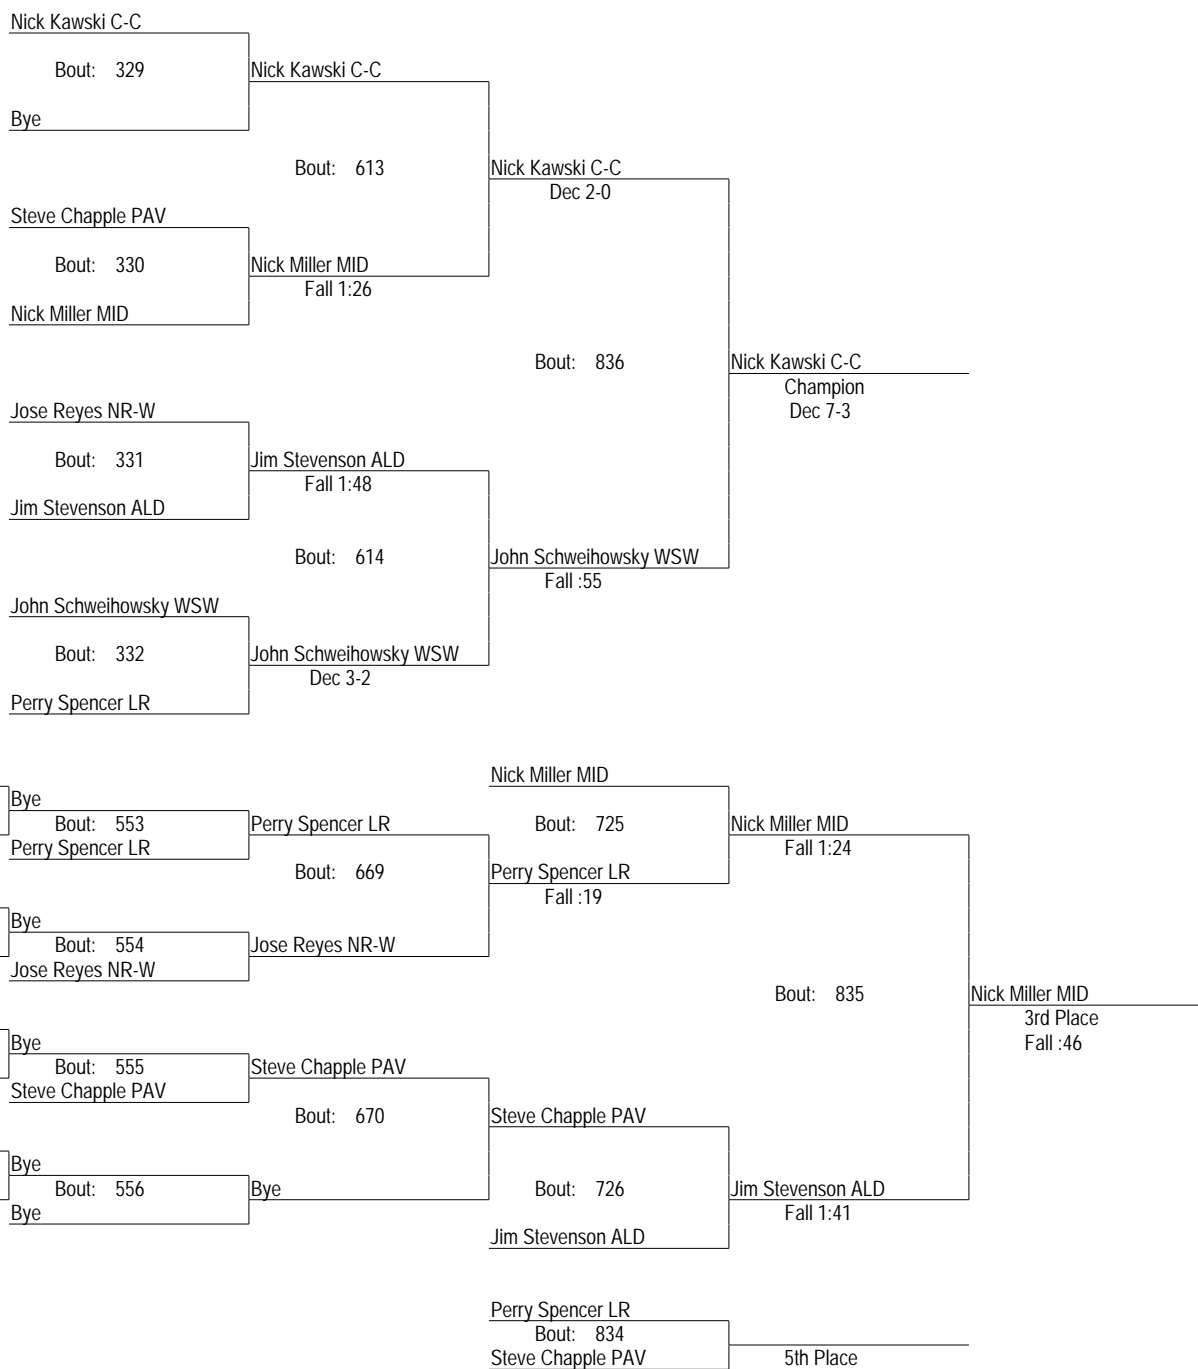 Nick Kawski C-C
Bout: 329
Nick Kawski C-C
Bye
Bout: 613
Nick Kawski C-C
Dec 2-0
Steve Chapple PAV
Bout: 330
Nick Miller MID
Fall 1:26
Nick Miller MID
Bout: 836
Nick Kawski C-C
Champion
Dec 7-3
Jose Reyes NR-W
Bout: 331
Jim Stevenson ALD
Fall 1:48
Jim Stevenson ALD
Bout: 614
John Schweihowsky WSW
Fall :55
John Schweihowsky WSW
Bout: 332
John Schweihowsky WSW
Dec 3-2
Perry Spencer LR
Nick Miller MID
Bye
Bout: 553
Perry Spencer LR
Bout: 725
Nick Miller MID
Fall 1:24
Perry Spencer LR
Bout: 669
Perry Spencer LR
Fall :19
Bye
Bout: 554
Jose Reyes NR-W
Jose Reyes NR-W
Bout: 835
Nick Miller MID
3rd Place
Fall :46
Bye
Bout: 555
Steve Chapple PAV
Steve Chapple PAV
Bout: 670
Steve Chapple PAV
Bye
Bout: 556
Bye
Bout: 726
Jim Stevenson ALD
Fall 1:41
Bye
Jim Stevenson ALD
Perry Spencer LR
Bout: 834
Steve Chapple PAV
5th Place